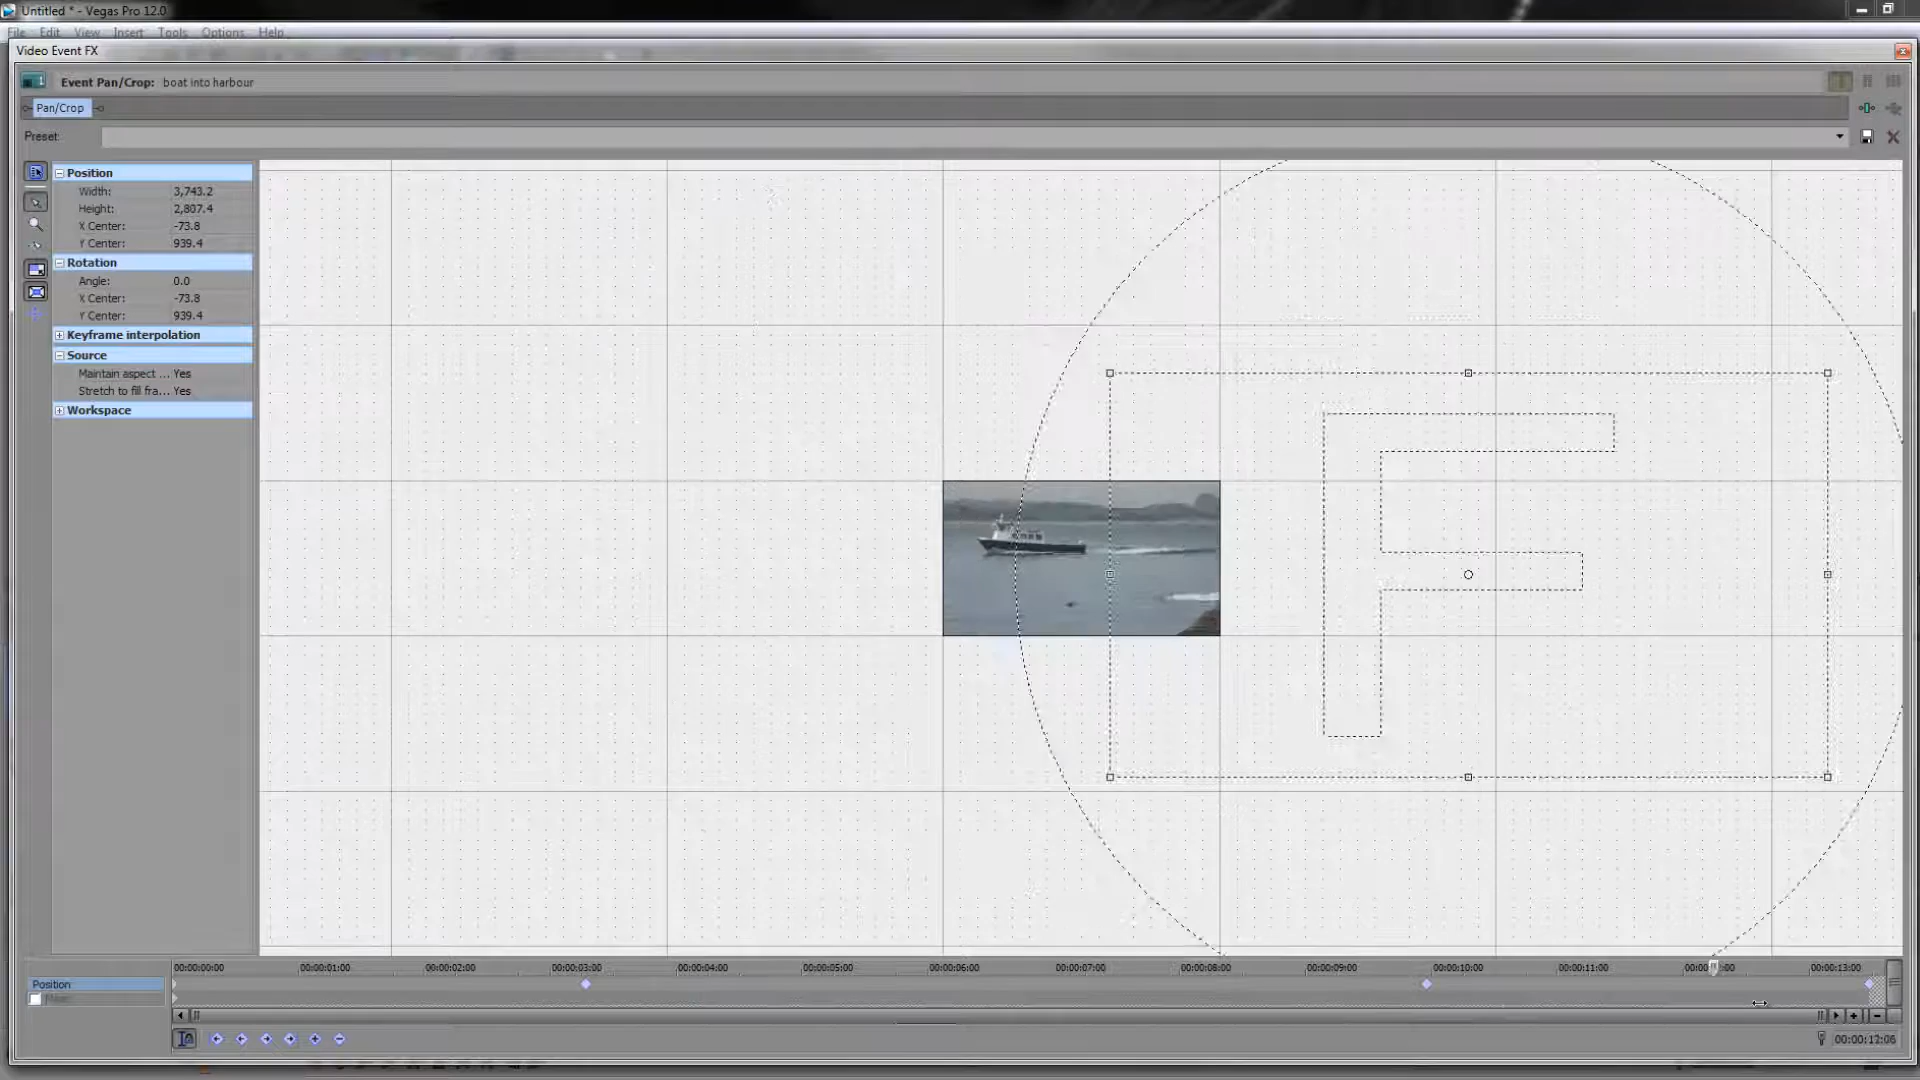 Untitled * - Vegas Pro 12.0
File Edit View Insert Tools Options Help
Video Event FX
Event Pan/Crop: boat into harbour
Pan/Crop
Preset:
Position
Width: 3,743.2
Height: 2,807.4
X Center: -73.8
Y Center: 939.4
Rotation
Angle: 0.0
X Center: -73.8
Y Center: 939.4
Keyframe interpolation
Source
Maintain aspect ... Yes
Stretch to fill fra... Yes
Workspace
00:00:00:00 00:00:01:00 00:00:02:00 00:00:03:00 00:00:04:00 00:00:05:00 00:00:06:00 00:00:07:00 00:00:08:00 00:00:09:00 00:00:10:00 00:00:11:00 00:00:13:00
Position
Mask
00:00:12:06